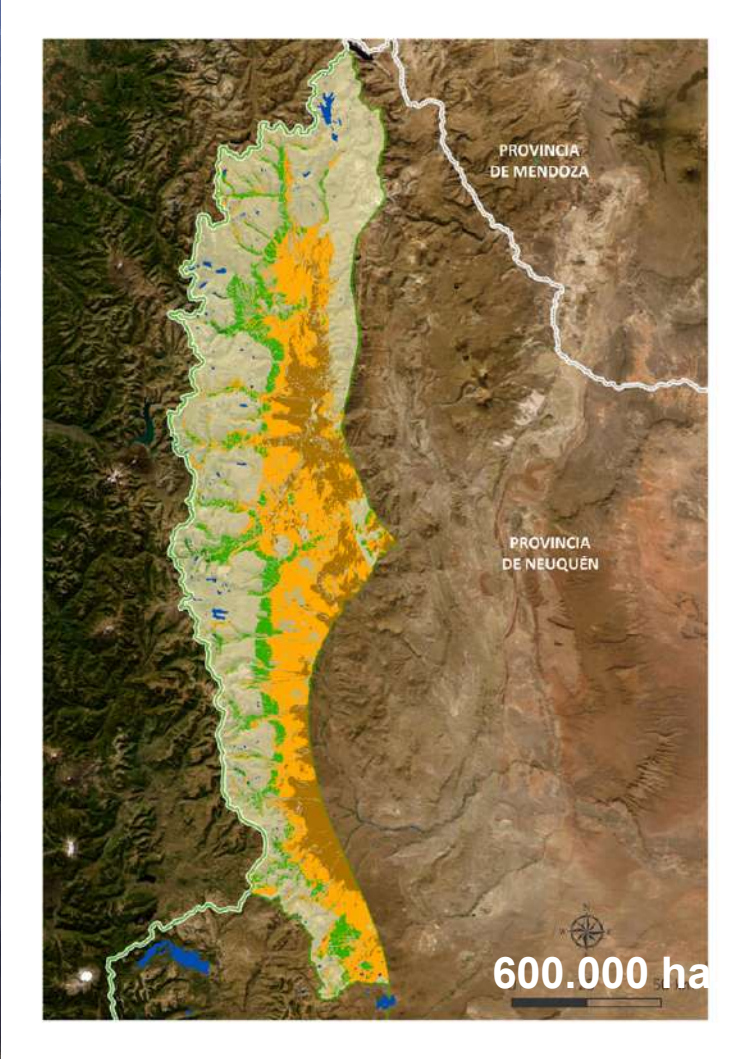 PROVINCIA
DE MENDOZA
PROVINCIA
DE NEUQUÉN
N
W
600.000 ha